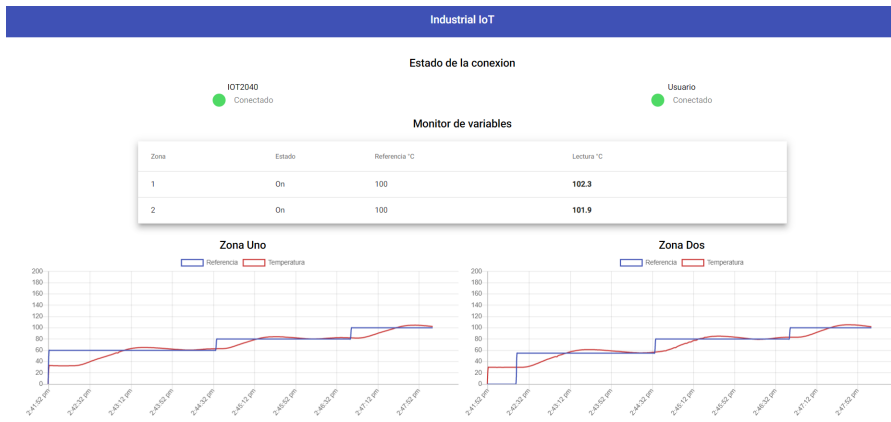 Industrial IoT
Estado de la conexion
IOT2040
Conectado
Usuario
Conectado
Monitor de variables
Zona Estado Referencia °C Lectura °C
1 On 100 102.3
2 On 100 101.9
Zona Uno
Referencia Temperatura
200
180
160
140
120
100
80
60
40
20
0
2:41:52 pm 2:42:32 pm 2:43:12 pm 2:43:52 pm 2:44:32 pm 2:45:12 pm 2:45:52 pm 2:46:32 pm 2:47:12 pm 2:47:52 pm
Zona Dos
Referencia Temperatura
200
180
160
140
120
100
80
60
40
20
0
2:41:52 pm 2:42:32 pm 2:43:12 pm 2:43:52 pm 2:44:32 pm 2:45:12 pm 2:45:52 pm 2:46:32 pm 2:47:12 pm 2:47:52 pm